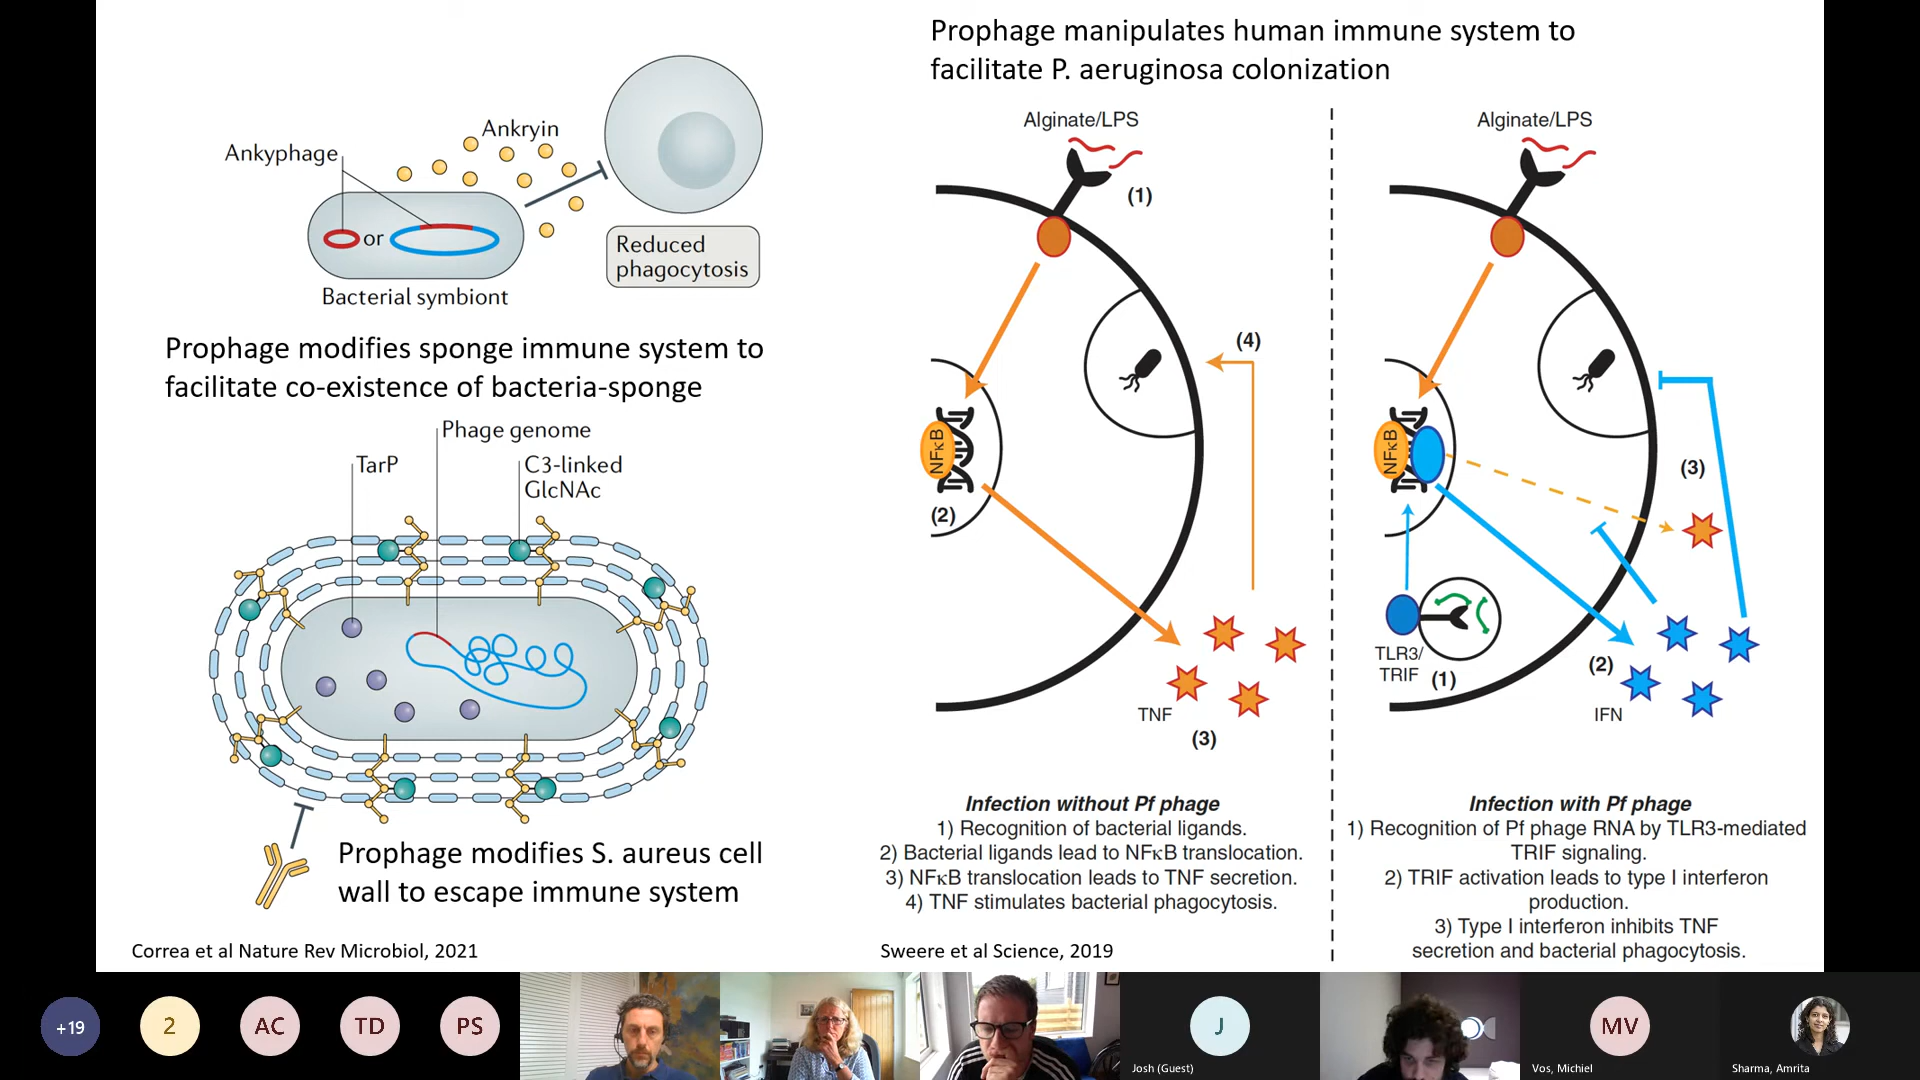 Prophage manipulates human immune system to
facilitate P. aeruginosa colonization
Ankryin
Ankyphage
or
Bacterial symbiont
Reduced
phagocytosis
Prophage modifies sponge immune system to
facilitate co-existence of bacteria-sponge
Phage genome
TarP
C3-linked
GlcNAc
Prophage modifies S. aureus cell
wall to escape immune system
Correa et al Nature Rev Microbiol, 2021
Alginate/LPS
(1)
(4)
NFκB
(2)
TNF
(3)
Infection without Pf phage
1) Recognition of bacterial ligands.
2) Bacterial ligands lead to NFκB translocation.
3) NFκB translocation leads to TNF secretion.
4) TNF stimulates bacterial phagocytosis.
Sweere et al Science, 2019
Alginate/LPS
NFκB
(3)
TLR3/
TRIF
(1)
(2)
IFN
Infection with Pf phage
1) Recognition of Pf phage RNA by TLR3-mediated
TRIF signaling.
2) TRIF activation leads to type I interferon
production.
3) Type I interferon inhibits TNF
secretion and bacterial phagocytosis.
+19
2
AC
TD
PS
J
Josh (Guest)
MV
Vos, Michiel
Sharma, Amrita